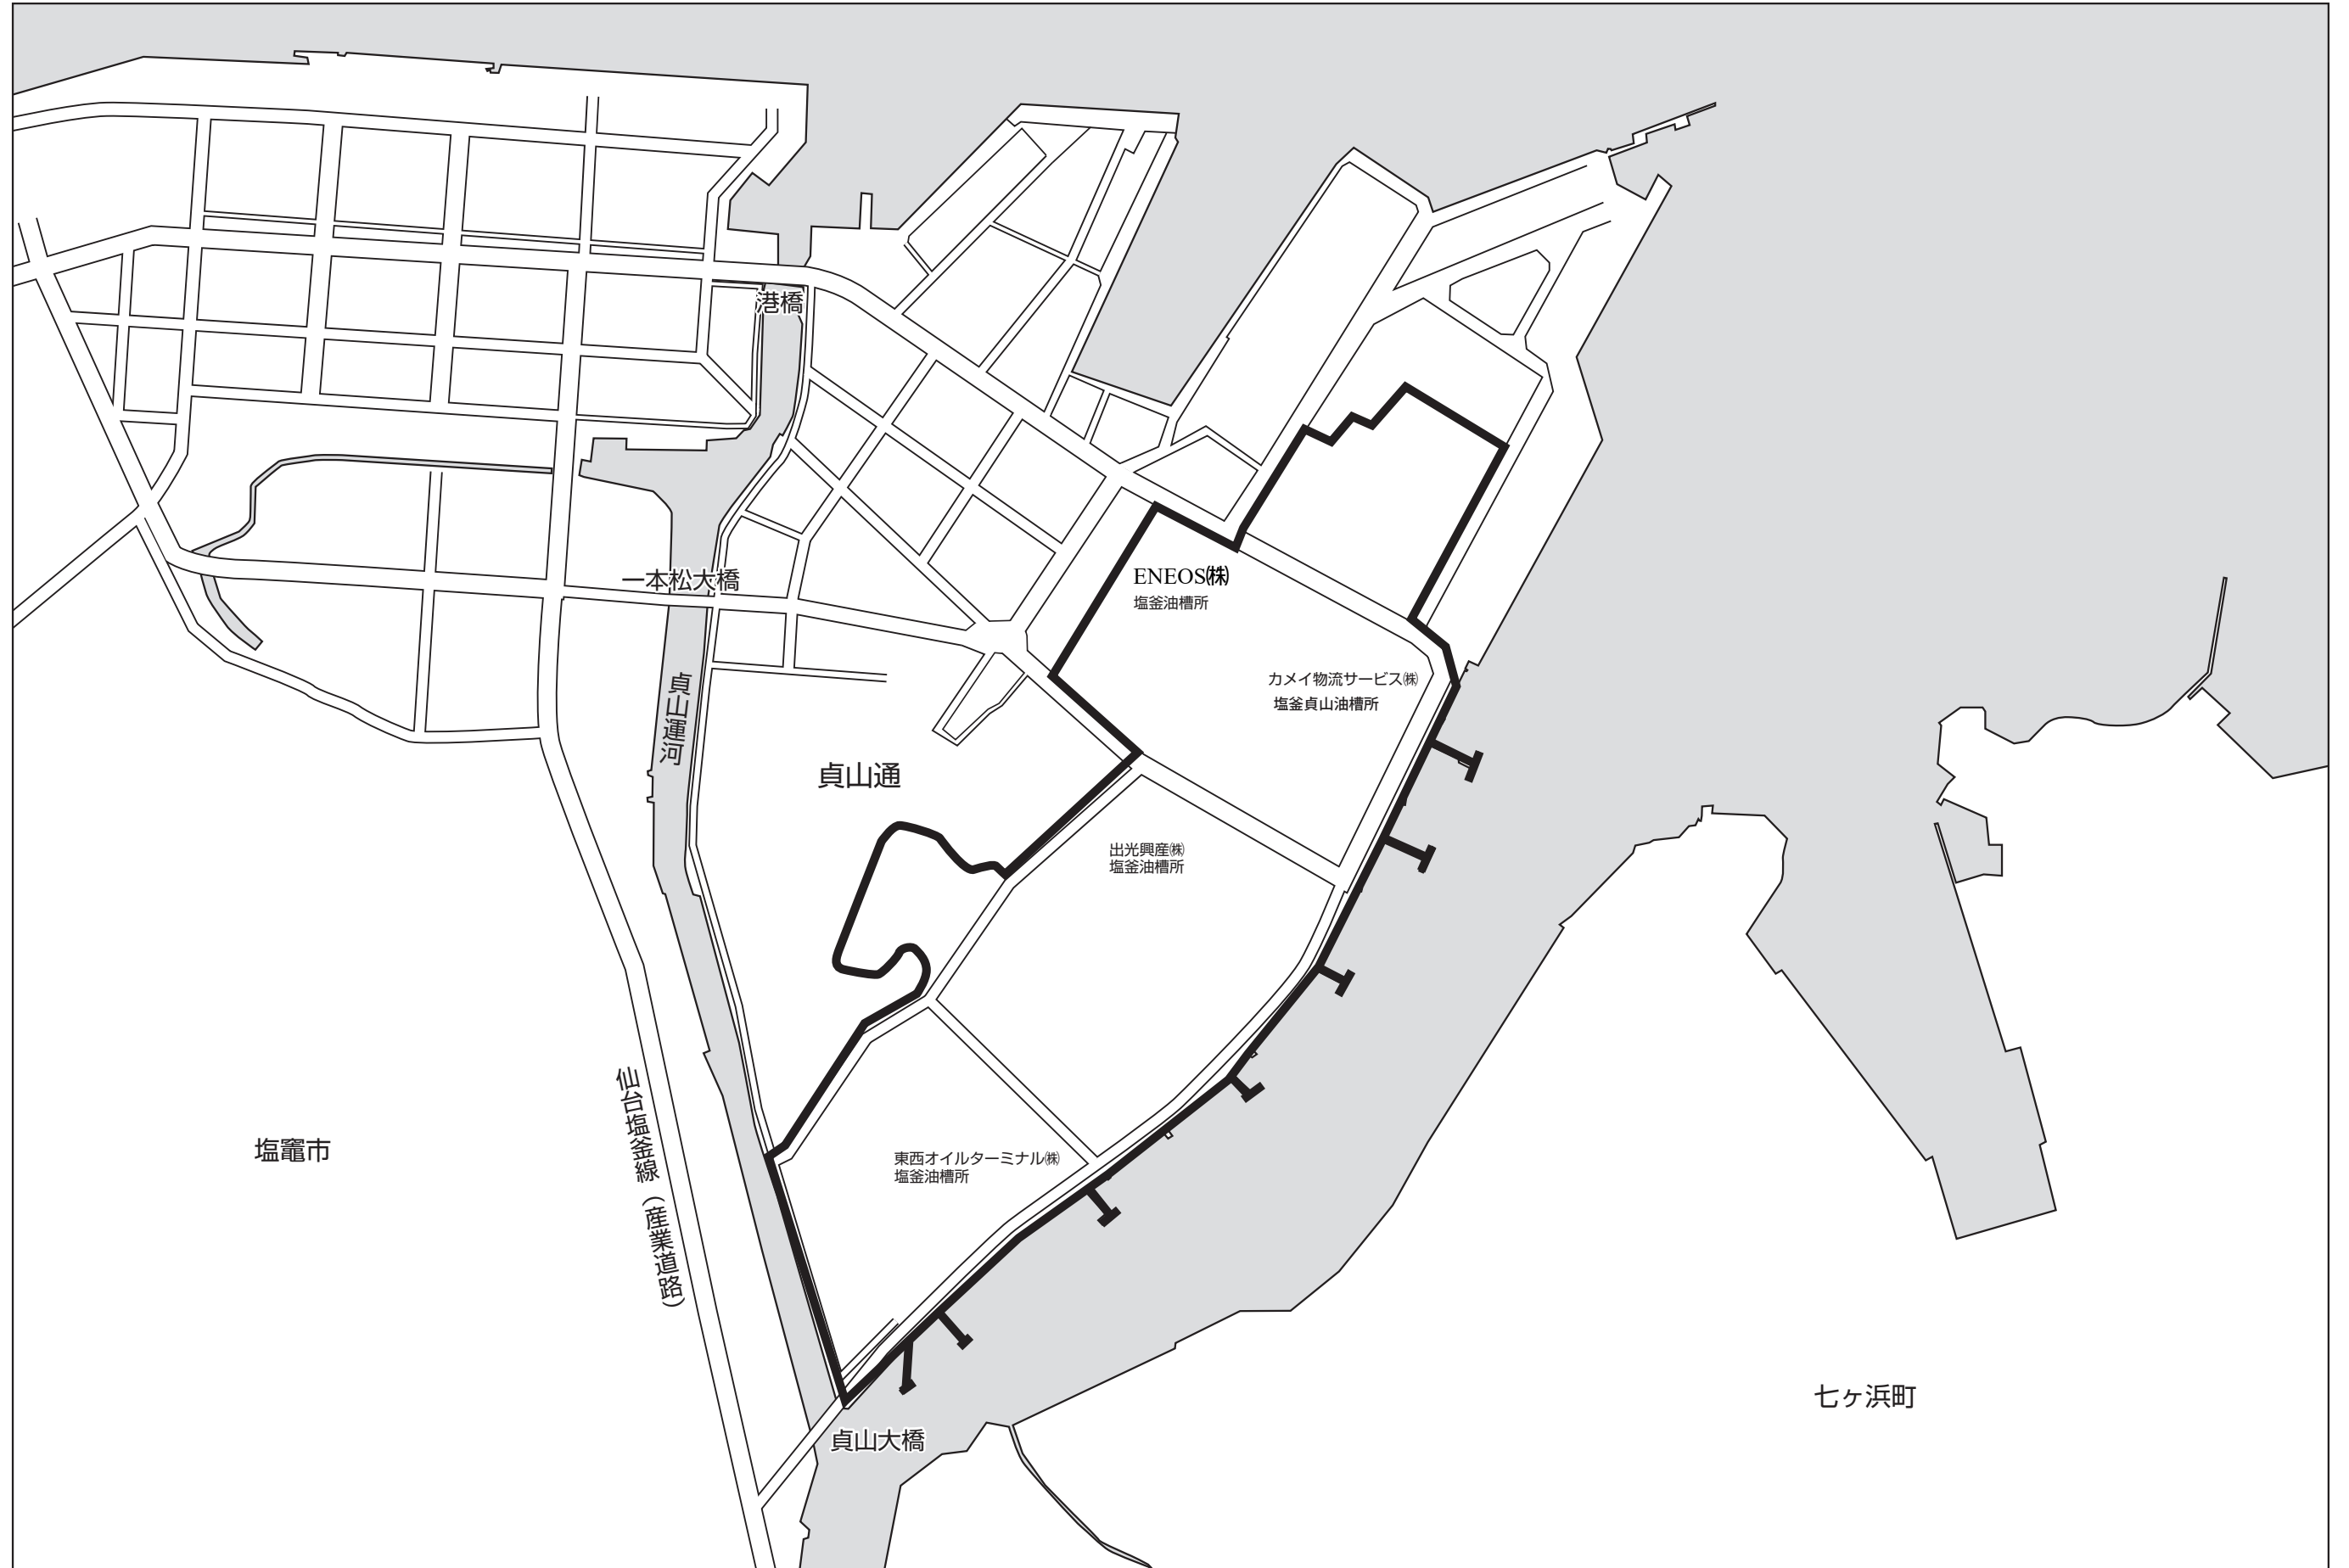 港橋
一本松大橋
ENEOS㈱
塩釜油槽所
カメイ物流サービス㈱
塩釜貞山油槽所
貞山運河
貞山通
出光興産㈱
塩釜油槽所
仙台塩釜線（産業道路）
塩竈市
東西オイルターミナル㈱
塩釜油槽所
七ヶ浜町
貞山大橋